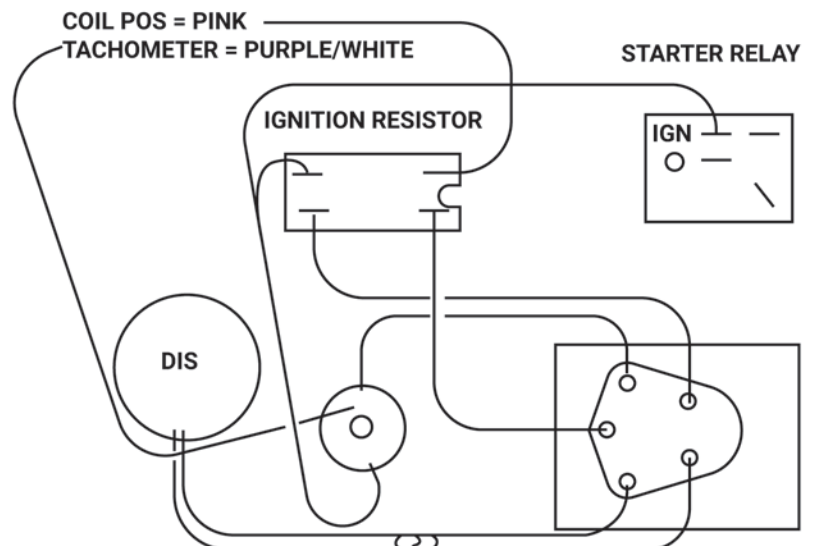 COIL POS = PINK
TACHOMETER = PURPLE/WHITE
STARTER RELAY
IGNITION RESISTOR
IGN
DIS